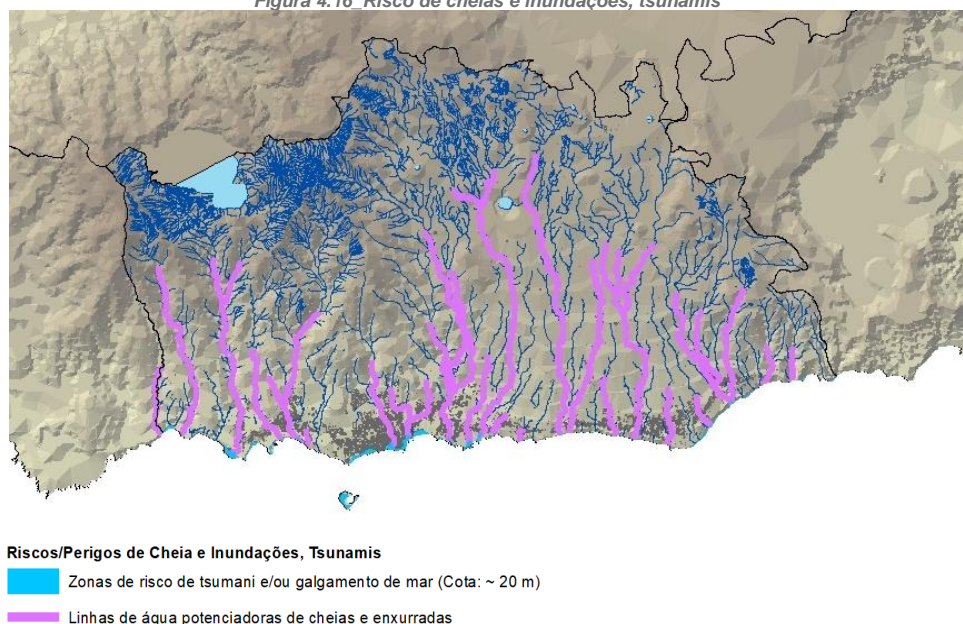 Figura 4.16_Risco de cheias e inundações, tsunamis
Riscos/Perigos de Cheia e Inundações, Tsunamis
Zonas de risco de tsumani e/ou galgamento de mar (Cota: ~ 20 m)
Linhas de água potenciadoras de cheias e enxurradas